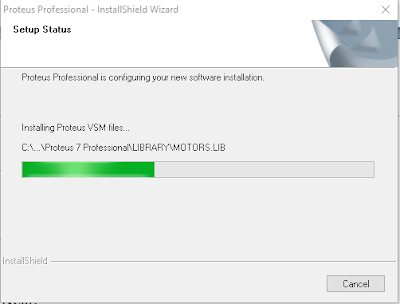 Proteus Professional - InstallShield Wizard
Setup Status
Proteus Professional is configuring your new software installation.
Installing Proteus VSM files...
C:\...\Proteus 7 Professional\LIBRARY\MOTORS.LIB
InstallShield
Cancel